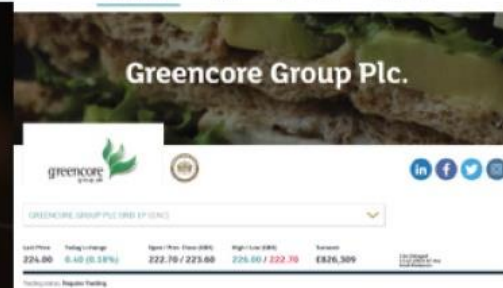 Greencore Group Plc.
greencore
group plc
GREENCORE GROUP PLC ORD 1P (GNC)
Last Price Today's change Open / Prev. Close (GBX) High / Low (GBX) Turnover
224.00 0.40 (0.18%) 222.70 / 223.60 226.00 / 222.70 £826,309
Trading status: Regular Trading